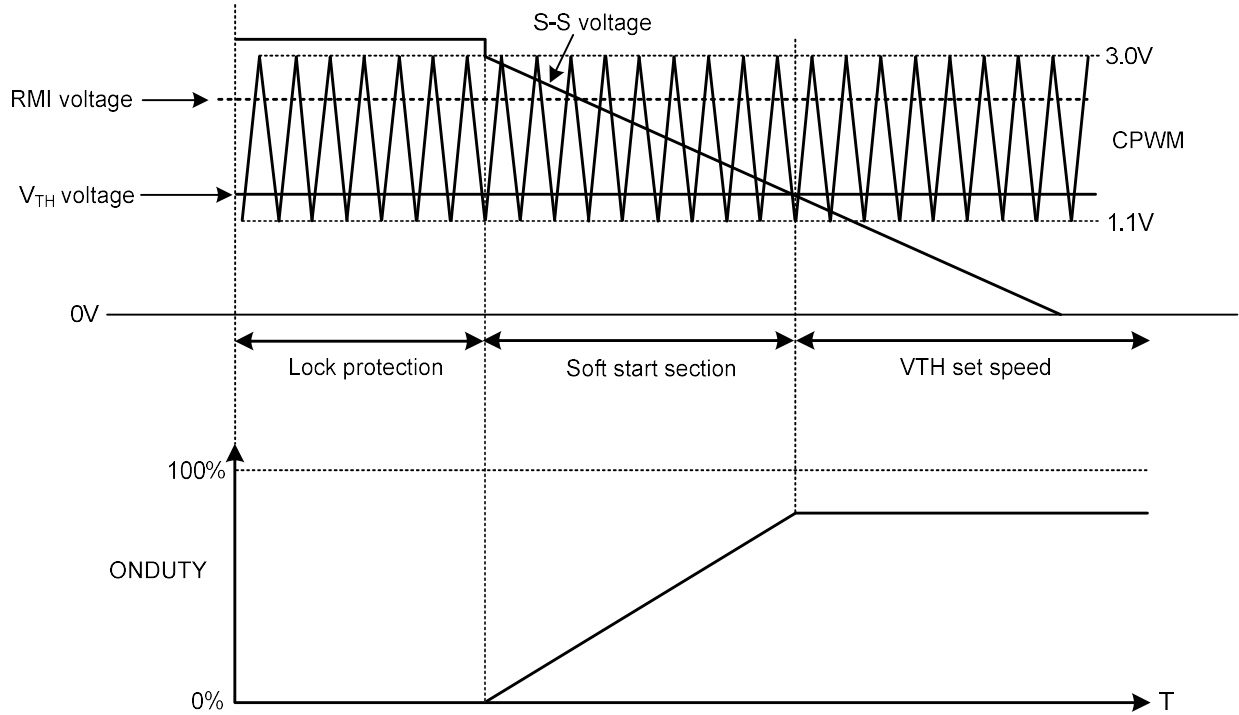 S-S voltage
3.0V
RMI voltage
CPWM
VTH voltage
1.1V
0V
Lock protection
Soft start section
VTH set speed
100%
ONDUTY
0%
T